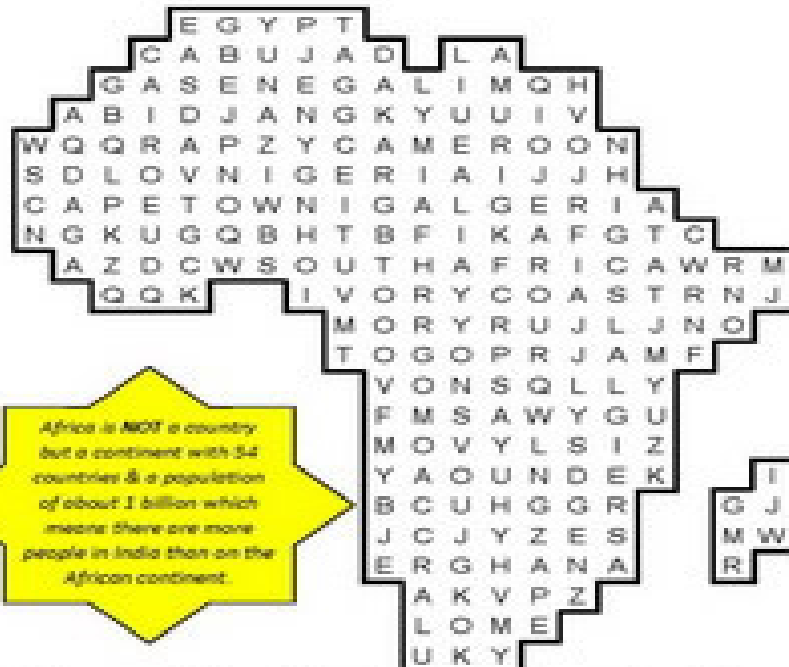 E G Y P T
C A B U J A D L A
G A S E N E G A L I M Q H
A B I D J A N G K Y U U I V
W Q Q R A P Z Y C A M E R O O N
S D L O V N I G E R I A I J J H
C A P E T O W N I G A L G E R I A
N G K U G Q B H T B F I K A F G T C
A Z D C W S O U T H A F R I C A W R M
Q Q K I V O R Y C O A S T R N J
M O R Y R U J L J N O
T O G O P R J A M F
V O N S Q L L Y
F M S A W Y G U
M O V Y L S I Z
Y A O U N D E K I
B C U H G G R G J
J C J Y Z E S M W
E R G H A N A R
A K V P Z
L O M E
U K Y
Africa is NOT a country
but a continent with 54
countries & a population
of about 1 billion which
means there are more
people in India than on the
African continent.